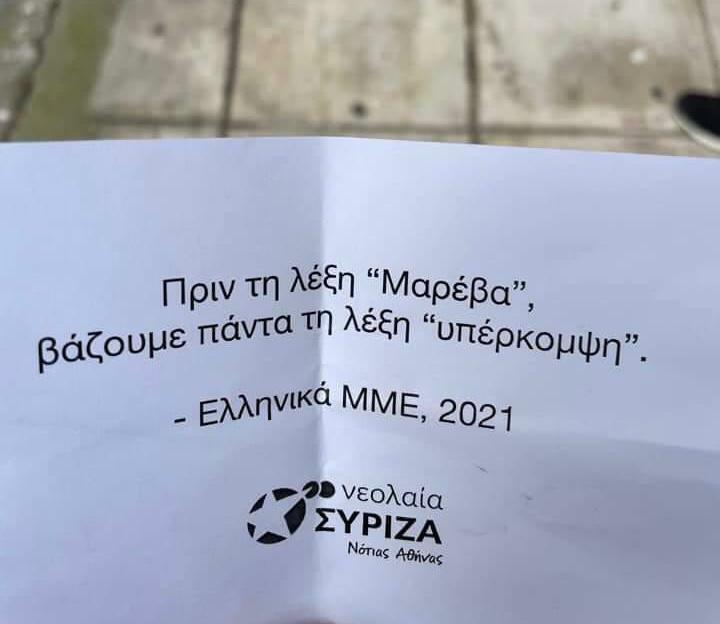 Πριν τη λέξη “Μαρέβα”,
βάζουμε πάντα τη λέξη “υπέρκομψη”.
- Ελληνικά ΜΜΕ, 2021
νεολαία
ΣΥΡΙΖΑ
Νότιας Αθήνας